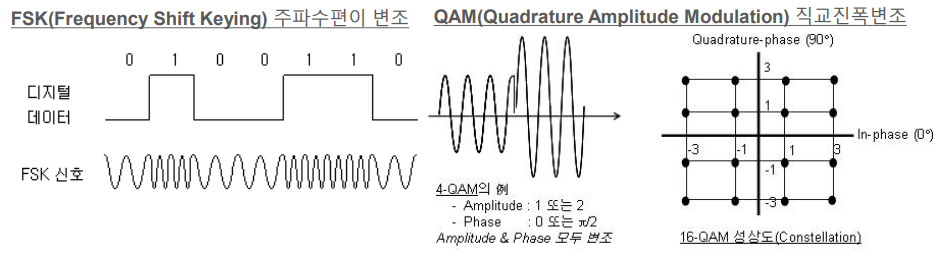 FSK(Frequency Shift Keying) 주파수편이 변조
0 1 0 0 1 1 0
디지털
데이터
FSK 신호
QAM(Quadrature Amplitude Modulation) 직교진폭변조
4-QAM의 例
- Amplitude : 1 또는 2
- Phase : 0 또는 π/2
Amplitude & Phase 모두 변조
Quadrature-phase (90°)
3
1
In-phase (0°)
-3 -1 1 3
-1
-3
16-QAM 성상도(Constellation)